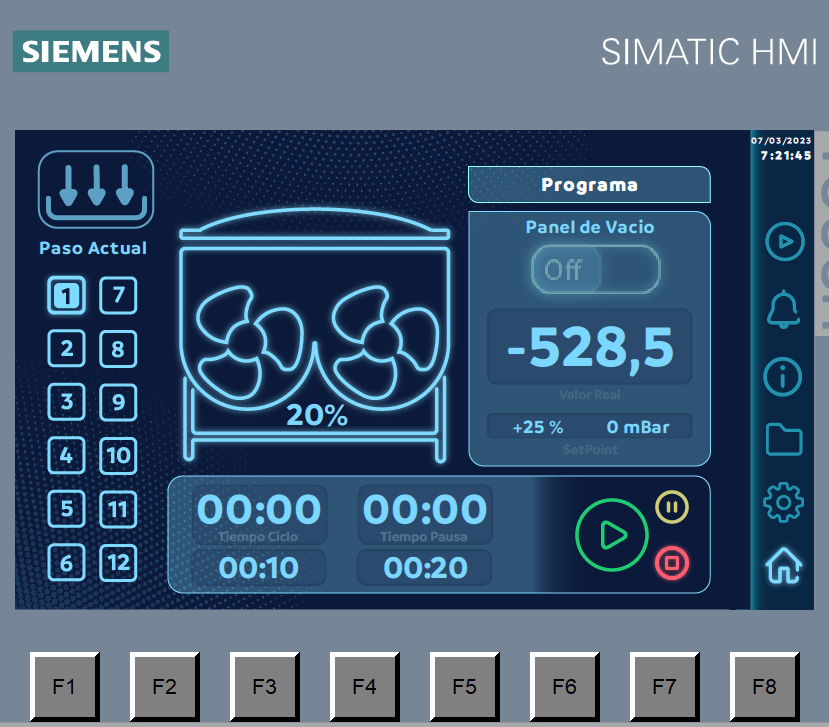 SIEMENS
SIMATIC HMI
07/03/2023
7:21:45
Paso Actual
1 7
2 8
3 9
4 10
5 11
6 12
20%
Programa
Panel de Vacio
Off
-528,5
Valor Real
+25 % 0 mBar
SetPoint
00:00 00:00
Tiempo Ciclo Tiempo Pausa
00:10 00:20
F1 F2 F3 F4 F5 F6 F7 F8